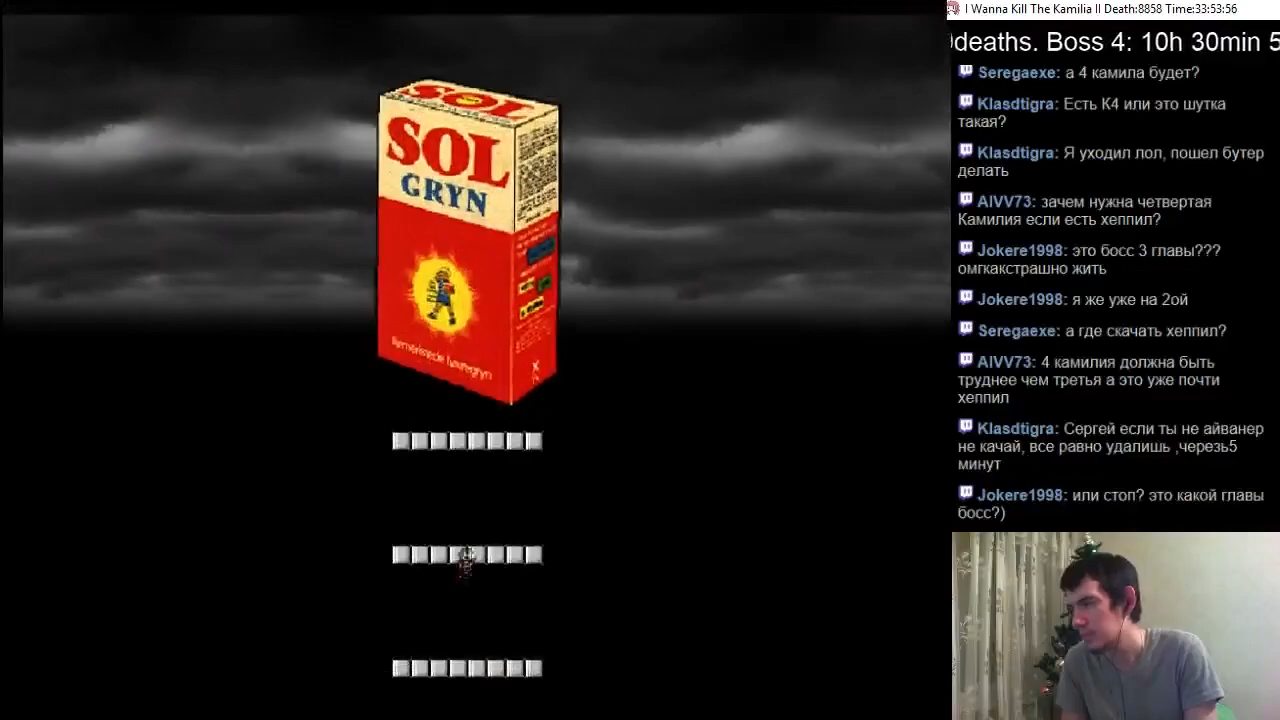 I Wanna Kill The Kamilia II Death:8858 Time:33:53:56
deaths. Boss 4: 10h 30min 5
Seregaexe: а 4 камила будет?
Klasdtigra: Есть К4 или это шутка
такая?
Klasdtigra: Я уходил лол, пошел бутер
делать
AIVV73: зачем нужна четвертая
Камилия если есть хеппил?
Jokere1998: это босс 3 главы???
омгкакстрашно жить
Jokere1998: я же уже на 2ой
Seregaexe: а где скачать хеппил?
AIVV73: 4 камилия должна быть
труднее чем третья а это уже почти
хеппил
Klasdtigra: Сергей если ты не айванер
не качай, все равно удалишь ,черезь5
минут
Jokere1998: или стоп? это какой главы
босс?)
SOL
SOL
GRYN